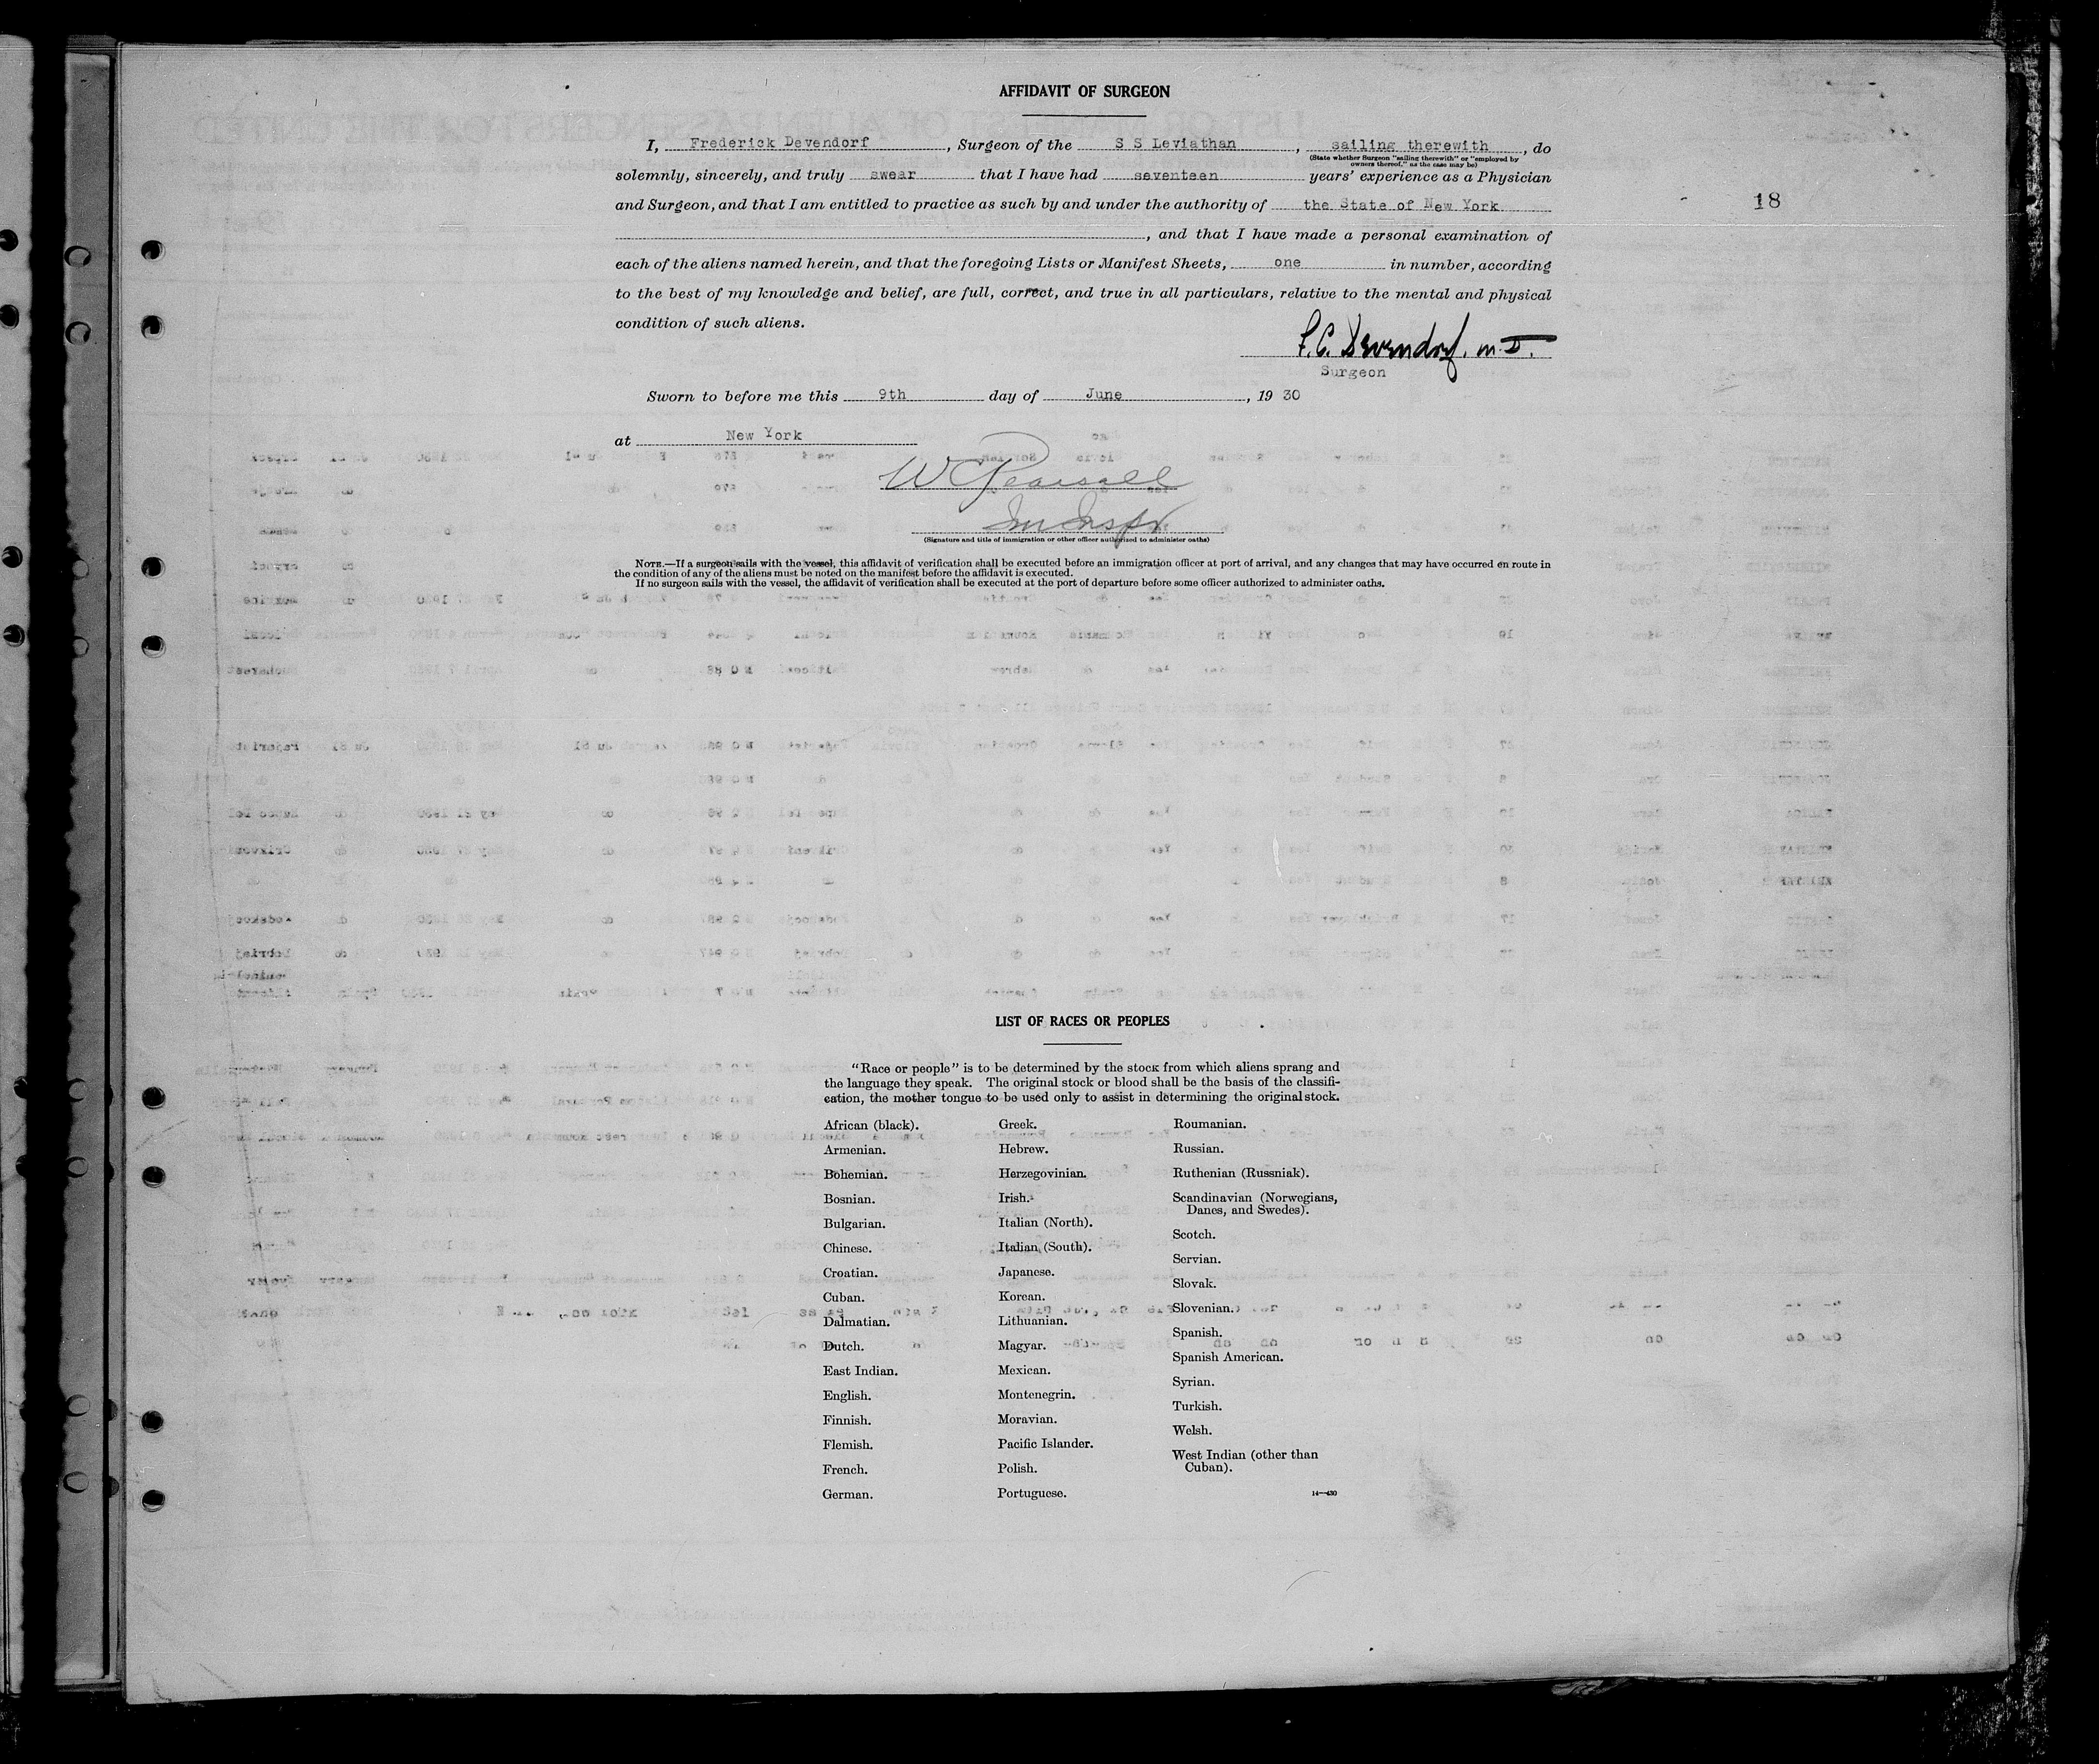 AFFIDAVIT OF SURGEON
I, Frederick Devendorf, Surgeon of the S S Leviathan, sailing therewith, do
(State whether Surgeon "sailing therewith" or "employed by
owners thereof," as the case may be)
solemnly, sincerely, and truly swear that I have had seventeen years' experience as a Physician
and Surgeon, and that I am entitled to practice as such by and under the authority of the State of New York
18
, and that I have made a personal examination of
each of the aliens named herein, and that the foregoing Lists or Manifest Sheets, one in number, according
to the best of my knowledge and belief, are full, correct, and true in all particulars, relative to the mental and physical
condition of such aliens.
F.C. Devendorf. M.D.
Surgeon
Sworn to before me this 9th day of June, 19 30
at New York
W C Pearsall
Im Inspr
(Signature and title of immigration or other officer authorized to administer oaths)
NOTE.—If a surgeon sails with the vessel, this affidavit of verification shall be executed before an immigration officer at port of arrival, and any changes that may have occurred en route in
the condition of any of the aliens must be noted on the manifest before the affidavit is executed.
If no surgeon sails with the vessel, the affidavit of verification shall be executed at the port of departure before some officer authorized to administer oaths.
LIST OF RACES OR PEOPLES
"Race or people" is to be determined by the stock from which aliens sprang and
the language they speak. The original stock or blood shall be the basis of the classifi-
cation, the mother tongue to be used only to assist in determining the original stock.
African (black).
Armenian.
Bohemian.
Bosnian.
Bulgarian.
Chinese.
Croatian.
Cuban.
Dalmatian.
Dutch.
East Indian.
English.
Finnish.
Flemish.
French.
German.
Greek.
Hebrew.
Herzegovinian.
Irish.
Italian (North).
Italian (South).
Japanese.
Korean.
Lithuanian.
Magyar.
Mexican.
Montenegrin.
Moravian.
Pacific Islander.
Polish.
Portuguese.
Roumanian.
Russian.
Ruthenian (Russniak).
Scandinavian (Norwegians,
Danes, and Swedes).
Scotch.
Servian.
Slovak.
Slovenian.
Spanish.
Spanish American.
Syrian.
Turkish.
Welsh.
West Indian (other than
Cuban).
14—430